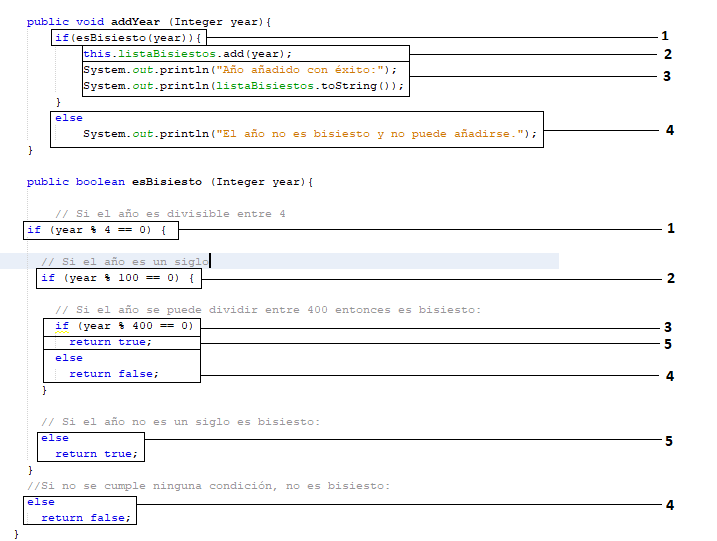 public void addYear (Integer year){
if(esBisiesto(year)){ 1
this.listaBisiestos.add(year); 2
System.out.println("Año añadido con éxito:"); 3
System.out.println(listaBisiestos.toString());
}
else
System.out.println("El año no es bisiesto y no puede añadirse."); 4
}
public boolean esBisiesto (Integer year){
// Si el año es divisible entre 4
if (year % 4 == 0) { 1
// Si el año es un siglo
if (year % 100 == 0) { 2
// Si el año se puede dividir entre 400 entonces es bisiesto:
if (year % 400 == 0) 3
return true; 5
else
return false; 4
}
// Si el año no es un siglo es bisiesto:
else 5
return true;
}
//Si no se cumple ninguna condición, no es bisiesto:
else 4
return false;
}